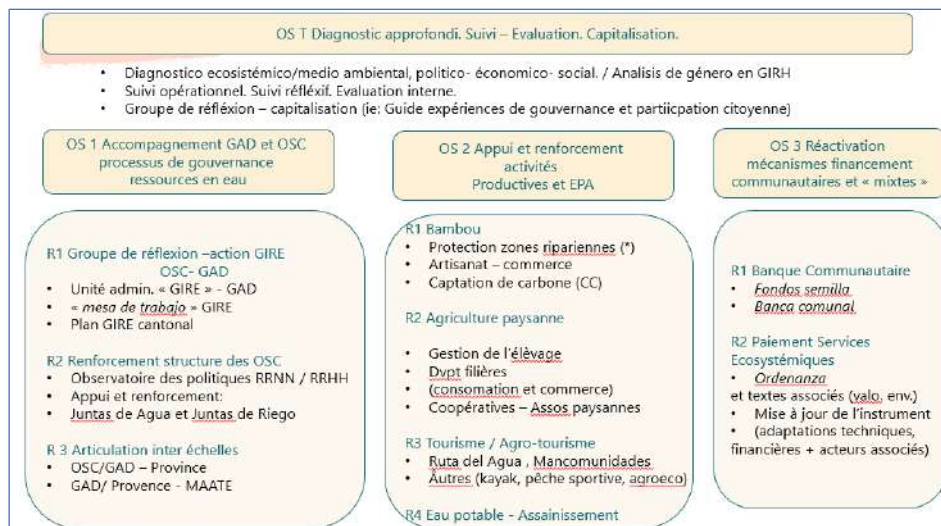 OS T Diagnostic approfondi. Suivi – Evaluation. Capitalisation.
• Diagnostico ecosistémico/medio ambiental, politico- économico- social. / Analisis de género en GIRH
• Suivi opérationnel. Suivi réfléxif. Evaluation interne.
• Groupe de réfléxion – capitalisation (ie: Guide expériences de gouvernance et partiicpation citoyenne)
OS 1 Accompagnement GAD et OSC
processus de gouvernance
ressources en eau
R1 Groupe de réflexion –action GIRE
OSC- GAD
• Unité admin. « GIRE » - GAD
• « mesa de trabajo » GIRE
• Plan GIRE cantonal
R2 Renforcement structure des OSC
• Observatoire des politiques RRNN / RRHH
• Appui et renforcement:
• Juntas de Agua et Juntas de Riego
R 3 Articulation inter échelles
• OSC/GAD – Province
• GAD/ Provence - MAATE
OS 2 Appui et renforcement
activités
Productives et EPA
R1 Bambou
• Protection zones ripariennes (*)
• Artisanat – commerce
• Captation de carbone (CC)
R2 Agriculture paysanne
• Gestion de l'élèvage
• Dvpt filières
• (consomation et commerce)
• Coopératives – Assos paysannes
R3 Tourisme / Agro-tourisme
• Ruta del Agua , Mancomunidades
• Autres (kayak, pêche sportive, agroeco)
R4 Eau potable - Assainissement
OS 3 Réactivation
mécanismes financement
communautaires et « mixtes »
R1 Banque Communautaire
• Fondos semilla
• Banca comunal
R2 Paiement Services
Ecosystémiques
• Ordenanza
et textes associés (valo, env.)
• Mise à jour de l'instrument
• (adaptations techniques,
financières + acteurs associés)